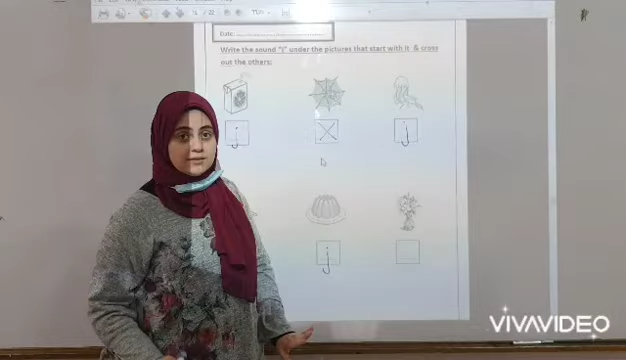 Date:
Write the sound "j" under the pictures that start with it & cross
out the others:
j
j
j
VIVAVIDEO